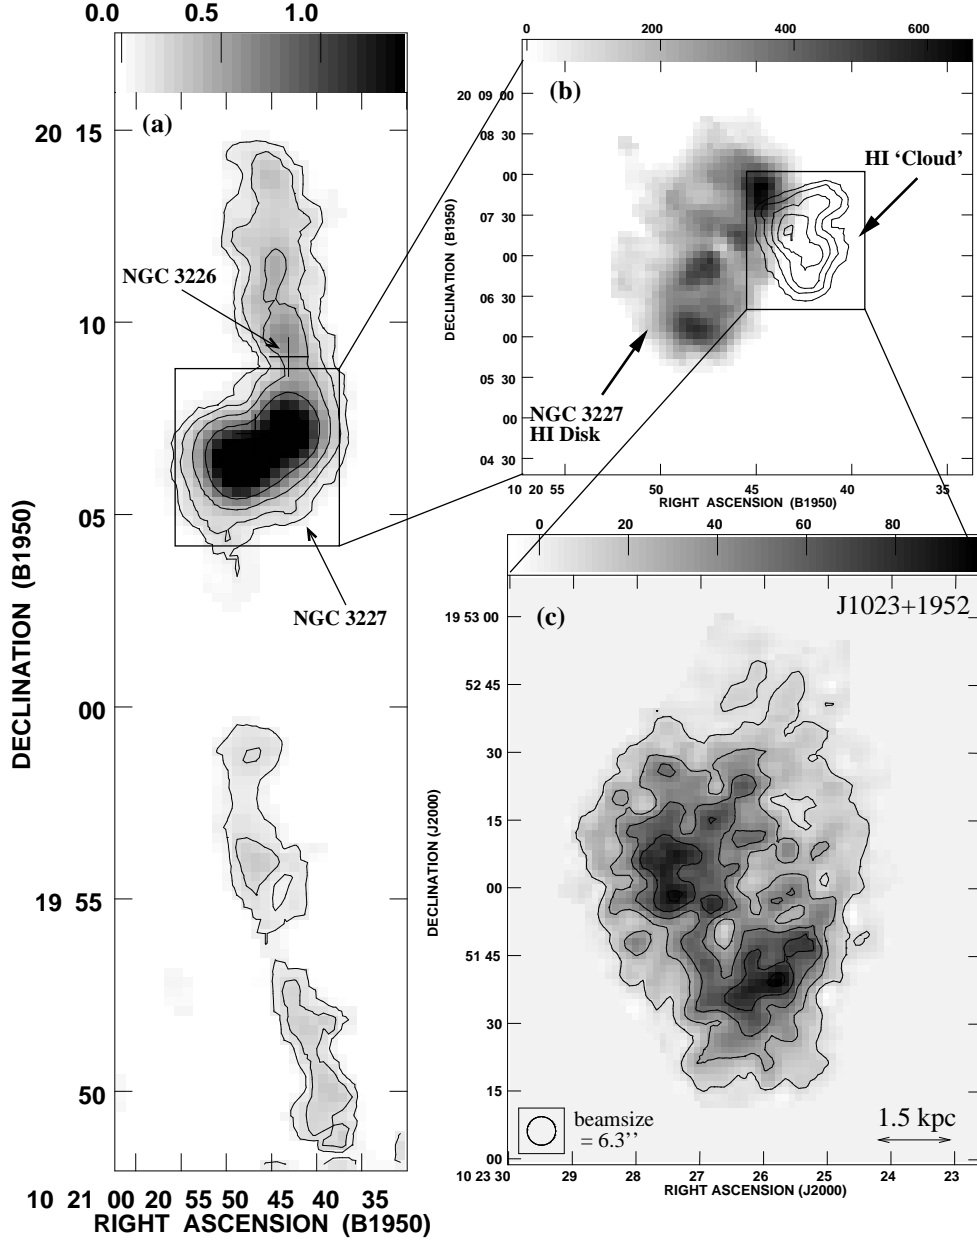 0.0 0.5 1.0
(a)
20 15
NGC 3226
10
05
NGC 3227
00
19 55
50
DECLINATION (B1950)
10 21 00 20 55 50 45 40 35
RIGHT ASCENSION (B1950)
0 200 400 600
(b)
20 09 00
08 30
00
07 30
00
06 30
00
05 30
00
04 30
DECLINATION (B1950)
HI ‘Cloud’
NGC 3227
HI Disk
10 20 55 50 45 40 35
RIGHT ASCENSION (B1950)
0 20 40 60 80
(c)
J1023+1952
19 53 00
52 45
30
15
00
51 45
30
15
00
DECLINATION (J2000)
beamsize
= 6.3’’
1.5 kpc
10 23 30 29 28 27 26 25 24 23
RIGHT ASCENSION (J2000)